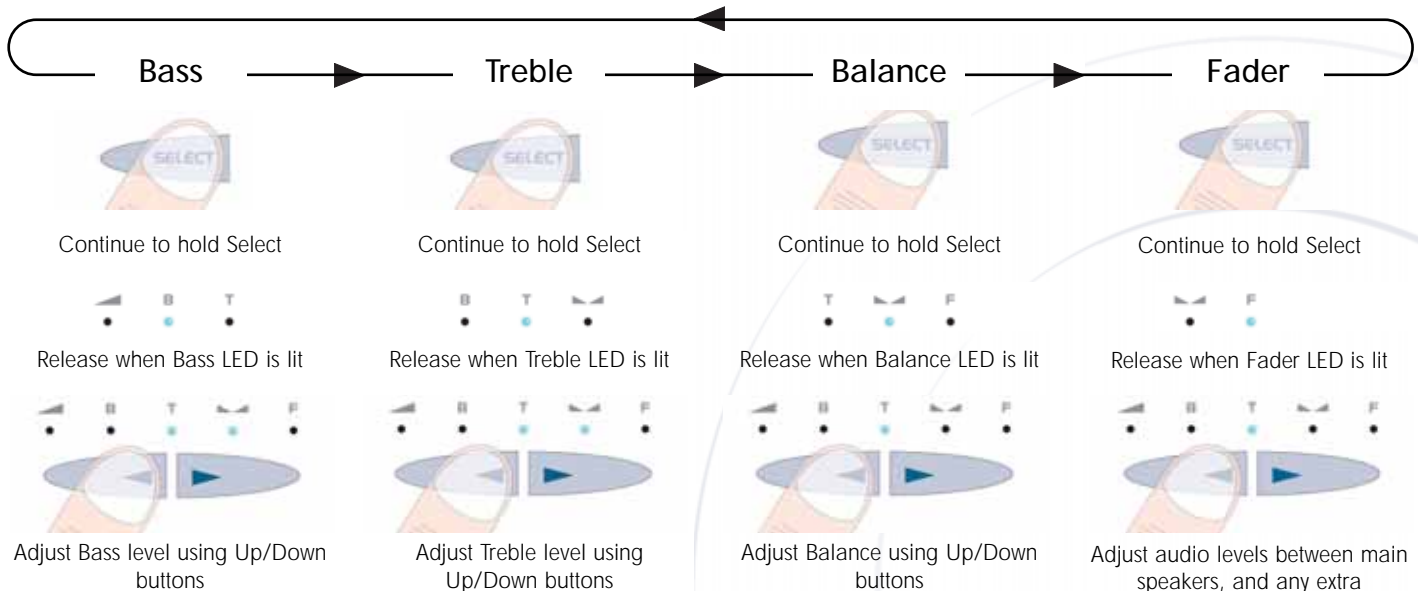 Bass Treble Balance Fader
SELECT SELECT SELECT SELECT
Continue to hold Select Continue to hold Select Continue to hold Select Continue to hold Select
B T B T T F F
Release when Bass LED is lit Release when Treble LED is lit Release when Balance LED is lit Release when Fader LED is lit
B T F B T F B T F B T F
Adjust Bass level using Up/Down Adjust Treble level using Adjust Balance using Up/Down Adjust audio levels between main
buttons Up/Down buttons buttons speakers, and any extra